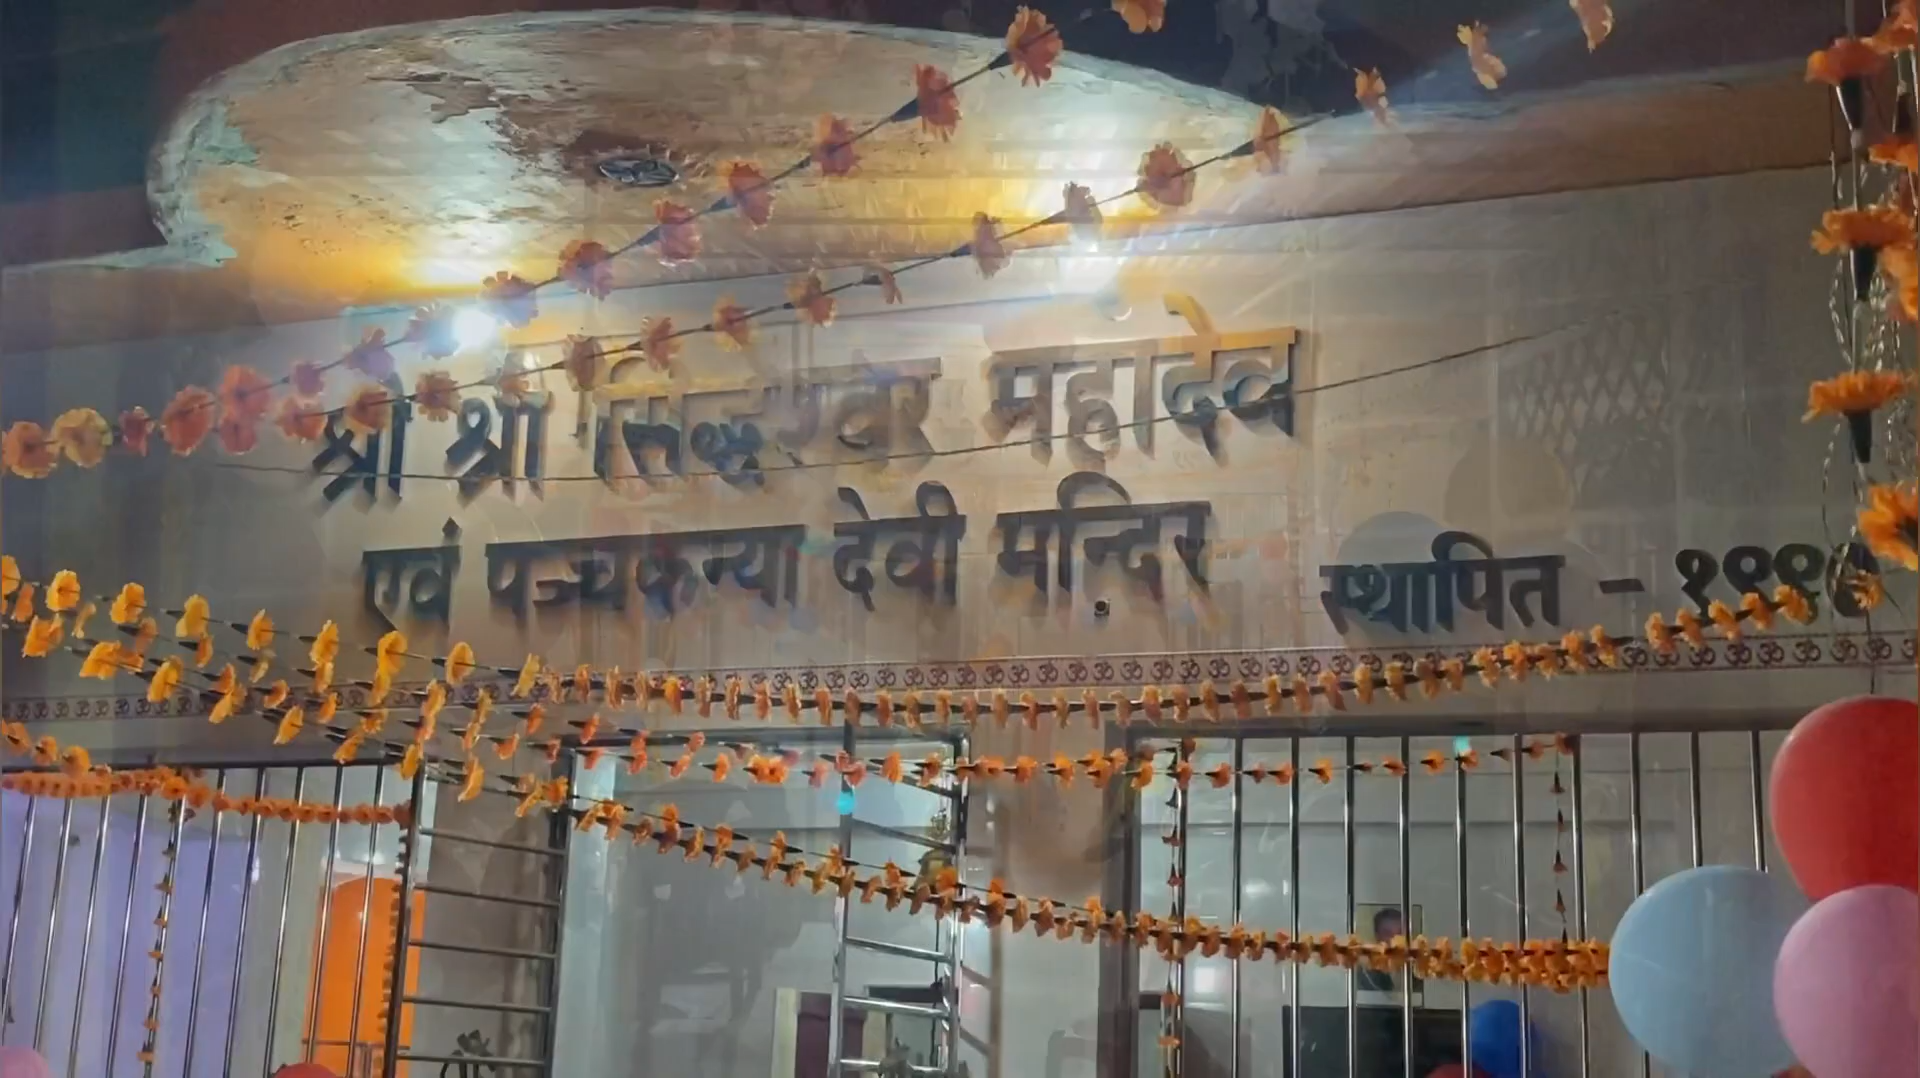 श्री श्री सिद्धेश्वर महादेव
एवं पञ्चकन्या देवी मन्दिर
स्थापित -